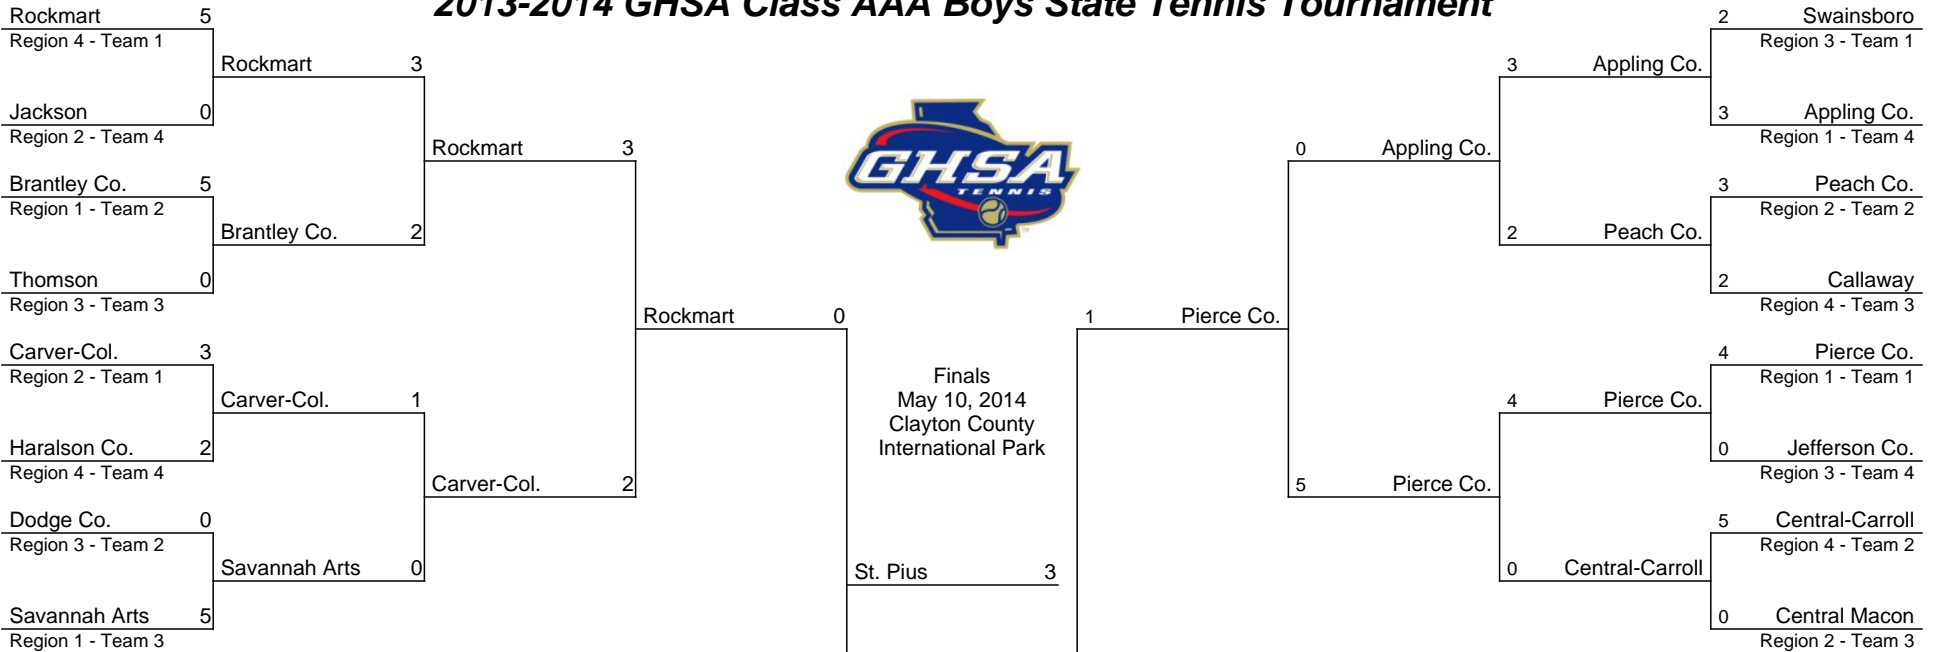 2013-2014 GHSA Class AAA Boys State Tennis Tournament
Rockmart 5
Region 4 - Team 1
Rockmart 3
Jackson 0
Region 2 - Team 4
Rockmart 3
Brantley Co. 5
Region 1 - Team 2
Brantley Co. 2
Thomson 0
Region 3 - Team 3
Rockmart 0
Carver-Col. 3
Region 2 - Team 1
Carver-Col. 1
Haralson Co. 2
Region 4 - Team 4
Carver-Col. 2
Dodge Co. 0
Region 3 - Team 2
Savannah Arts 0
Savannah Arts 5
Region 1 - Team 3
GHSA
TENNIS
Finals
May 10, 2014
Clayton County
International Park
St. Pius 3
2 Swainsboro
Region 3 - Team 1
3 Appling Co.
3 Appling Co.
Region 1 - Team 4
0 Appling Co.
3 Peach Co.
Region 2 - Team 2
2 Peach Co.
2 Callaway
Region 4 - Team 3
1 Pierce Co.
4 Pierce Co.
Region 1 - Team 1
4 Pierce Co.
0 Jefferson Co.
Region 3 - Team 4
5 Pierce Co.
5 Central-Carroll
Region 4 - Team 2
0 Central-Carroll
0 Central Macon
Region 2 - Team 3